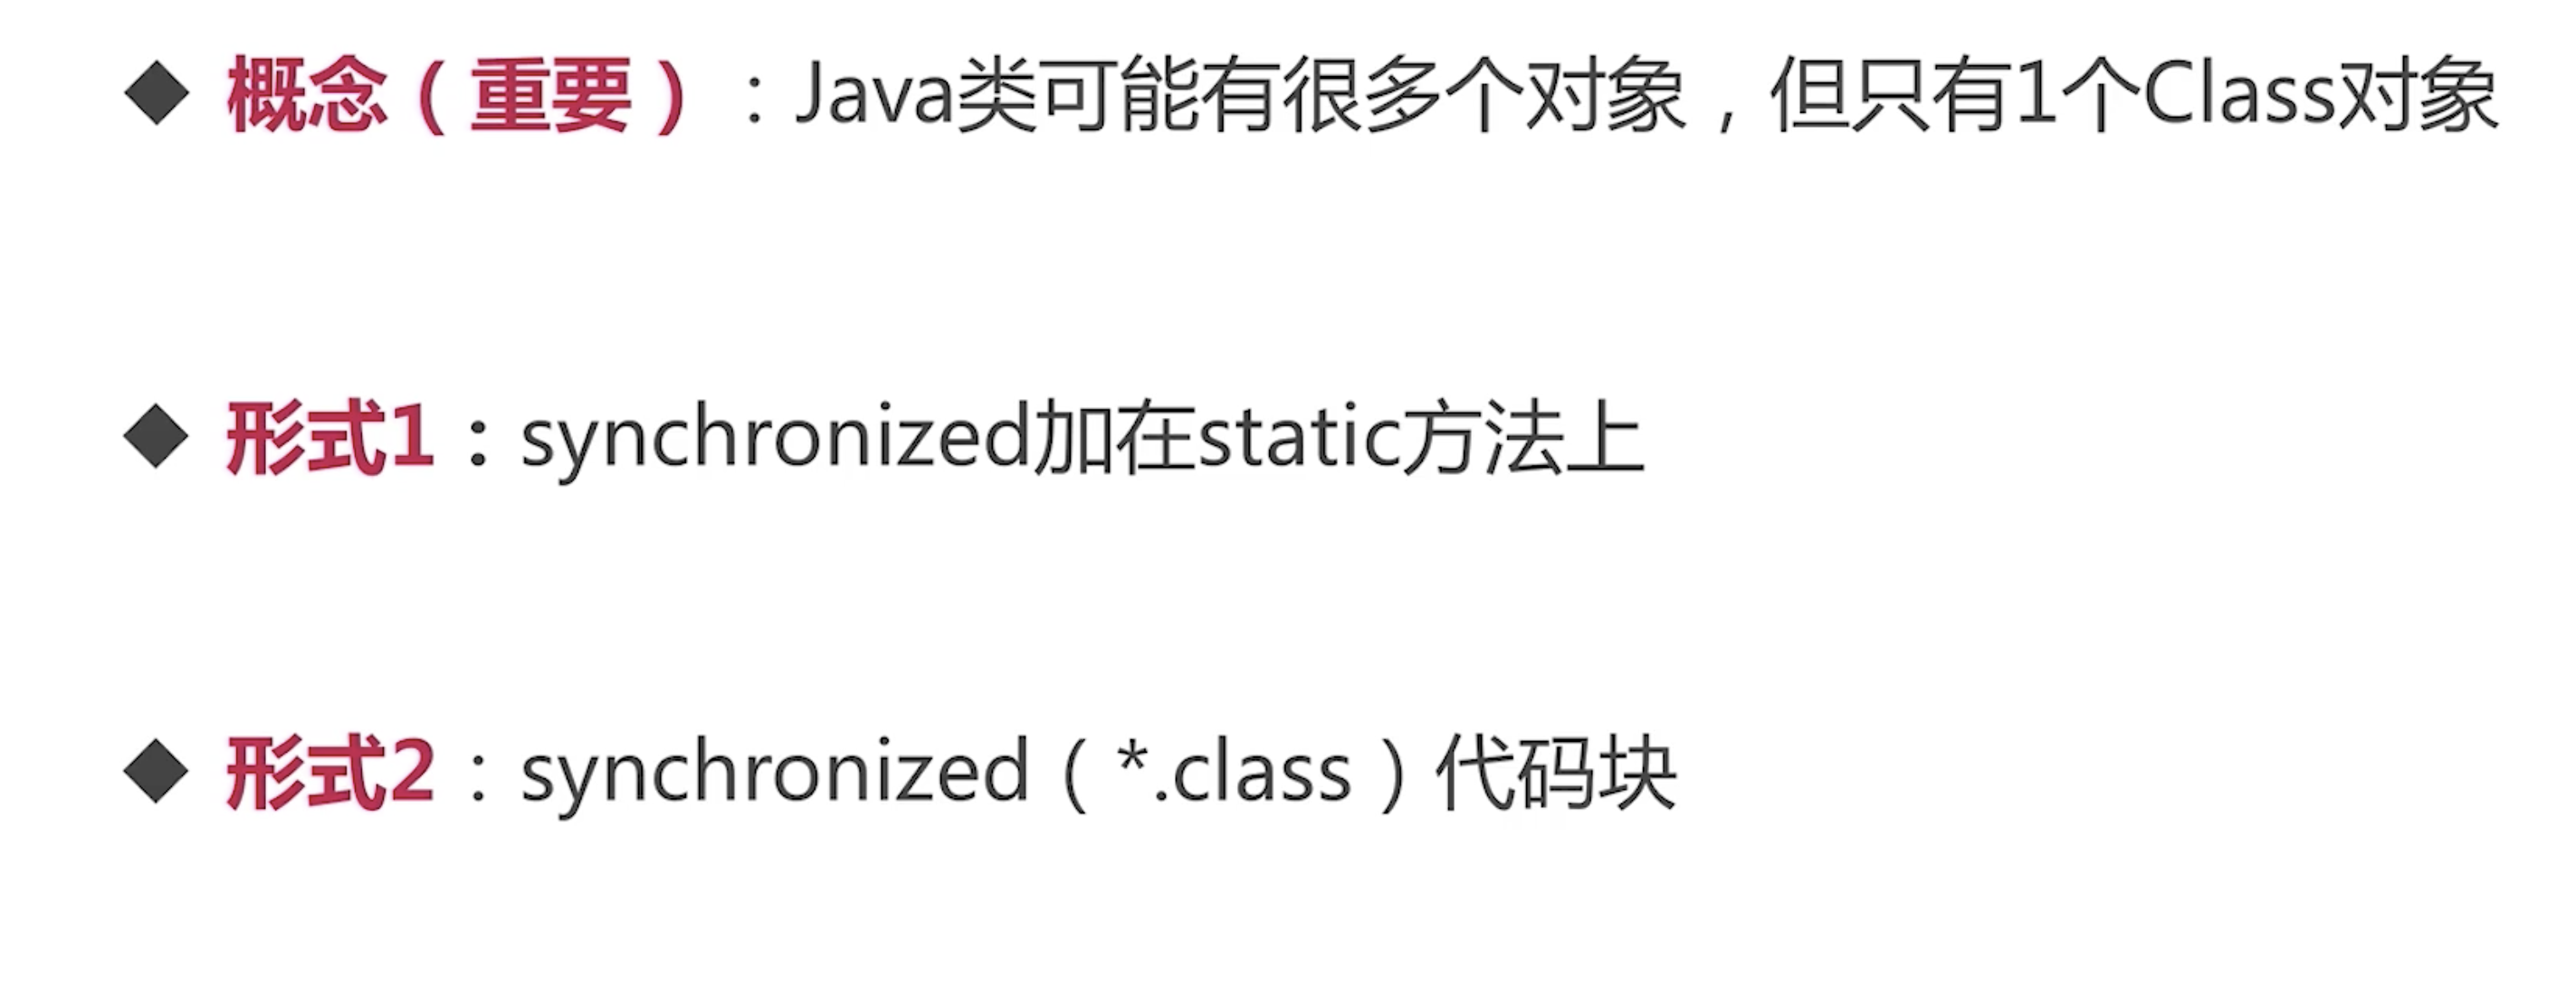 ◆ 概念（重要）：Java类可能有很多个对象，但只有1个Class对象
◆ 形式1：synchronized加在static方法上
◆ 形式2：synchronized（*.class）代码块